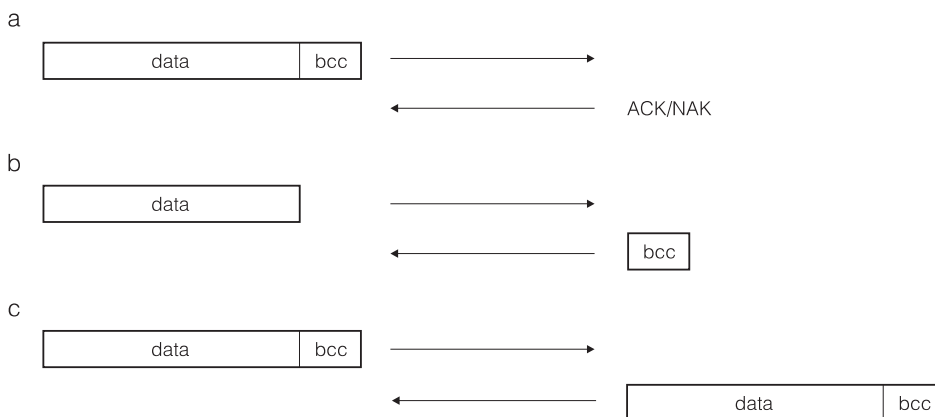 a
data bcc
ACK/NAK
b
data
bcc
c
data bcc
data bcc